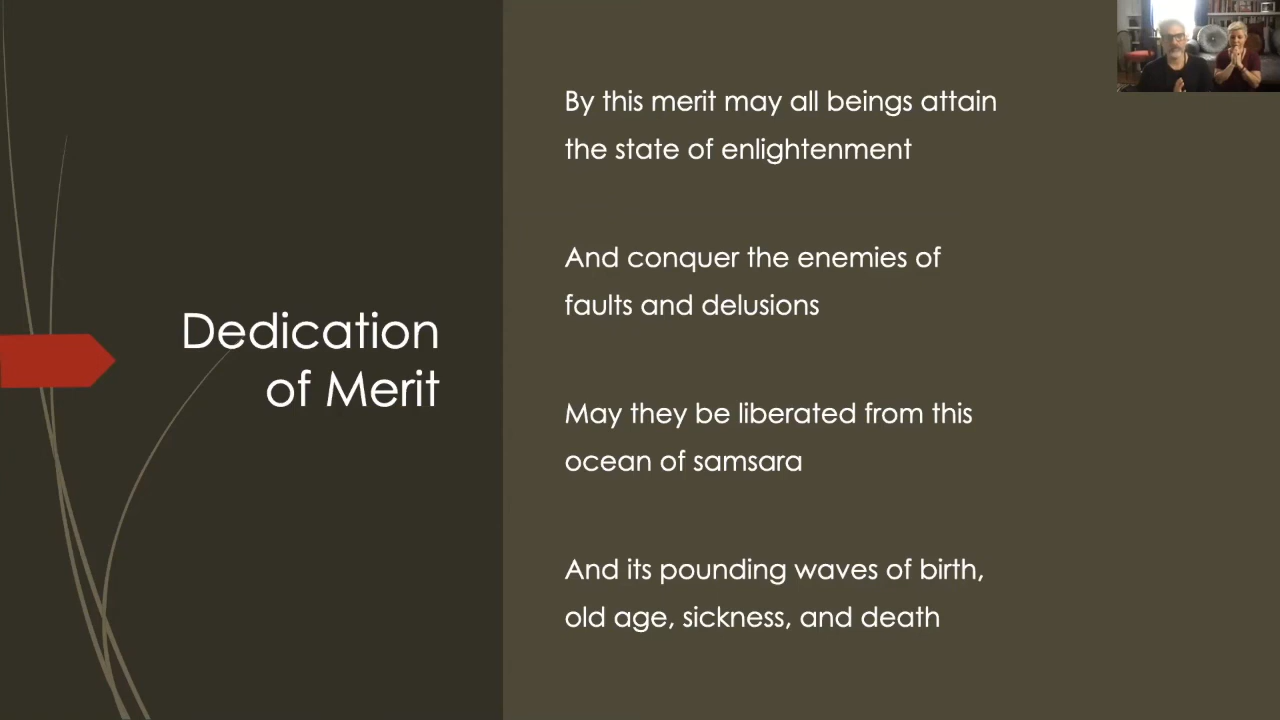 Dedication
of Merit
By this merit may all beings attain
the state of enlightenment
And conquer the enemies of
faults and delusions
May they be liberated from this
ocean of samsara
And its pounding waves of birth,
old age, sickness, and death